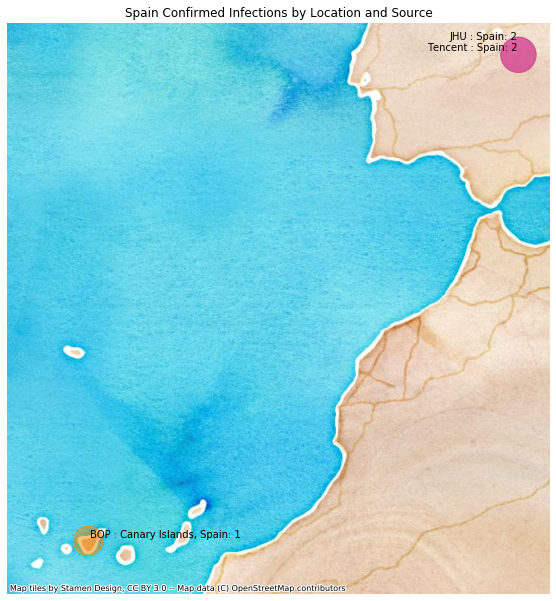 Spain Confirmed Infections by Location and Source
JHU : Spain: 2
Tencent : Spain: 2
BOP : Canary Islands, Spain: 1
Map tiles by Stamen Design, CC BY 3.0 -- Map data (C) OpenStreetMap contributors